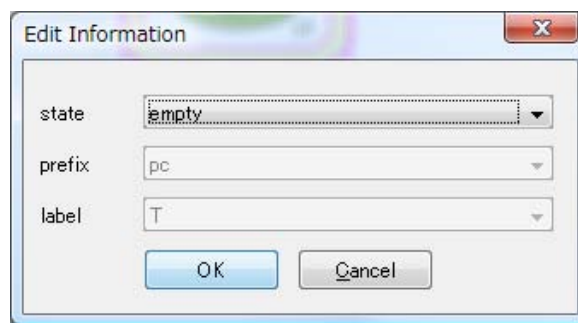 Edit Information
state empty
prefix pc
label T
OK Cancel